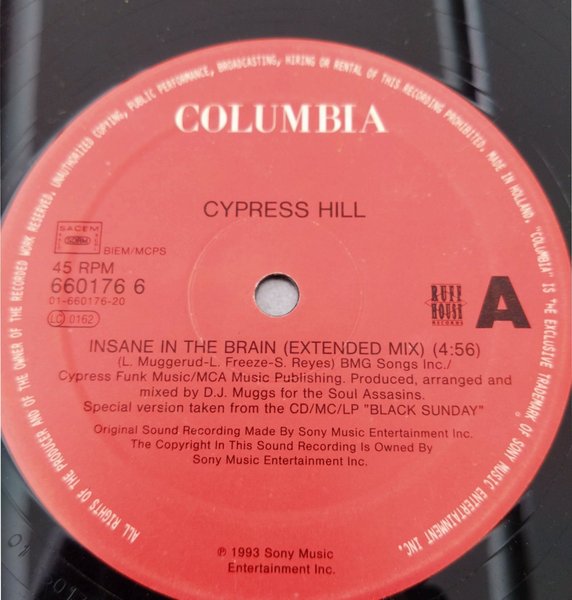 ALL RIGHTS OF THE PRODUCER AND OF THE OWNER OF THE RECORDED WORK RESERVED. UNAUTHORIZED COPYING, PUBLIC PERFORMANCE, BROADCASTING, HIRING OR RENTAL OF THIS RECORDING PROHIBITED. MADE IN HOLLAND. "COLUMBIA" IS THE EXCLUSIVE TRADEMARK OF SONY MUSIC ENTERTAINMENT INC.
COLUMBIA
CYPRESS HILL
SACEM
SDRM
BIEM/MCPS
45 RPM
660176 6
01-660176-20
LC 0162
RUFF
HOUSE
RECORDS
A
INSANE IN THE BRAIN (EXTENDED MIX) (4:56)
(L. Muggerud-L. Freeze-S. Reyes) BMG Songs Inc./
Cypress Funk Music/MCA Music Publishing. Produced, arranged and
mixed by D.J. Muggs for the Soul Assasins.
Special version taken from the CD/MC/LP "BLACK SUNDAY"
Original Sound Recording Made By Sony Music Entertainment Inc.
The Copyright In This Sound Recording Is Owned By
Sony Music Entertainment Inc.
℗ 1993 Sony Music
Entertainment Inc.